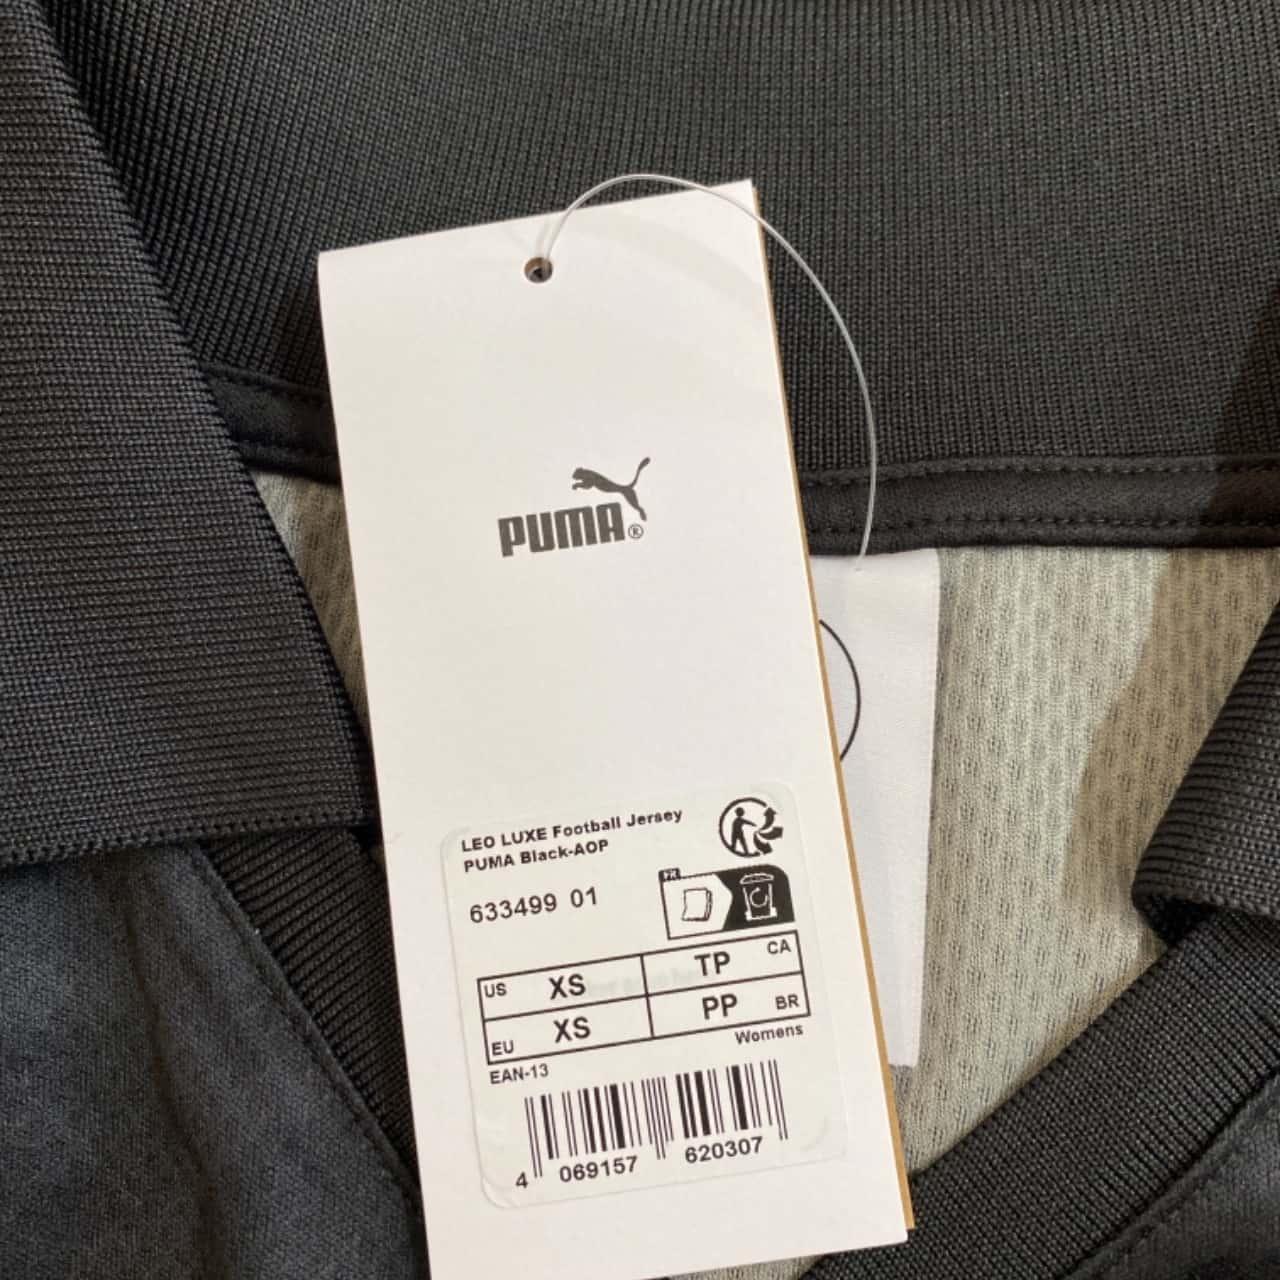 PUMA®
LEO LUXE Football Jersey
PUMA Black-AOP
633499 01
FR
US XS TP CA
EU XS PP BR
Womens
EAN-13
4 069157 620307